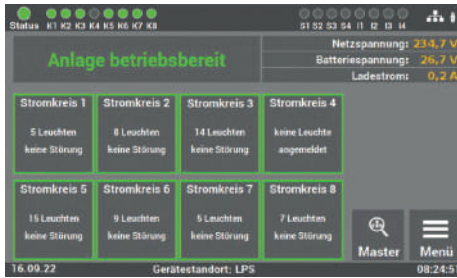 Status K1 K2 K3 K4 K5 K6 K7 K8 S1 S2 S3 S4 I1 I2 I3 I4
Anlage betriebsbereit
Netzspannung: 234,7 V
Batteriespannung: 26,7 V
Ladestrom: 0,2 A
Stromkreis 1 Stromkreis 2 Stromkreis 3 Stromkreis 4
5 Leuchten 8 Leuchten 14 Leuchten keine Leuchte
keine Störung keine Störung keine Störung angemeldet
Stromkreis 5 Stromkreis 6 Stromkreis 7 Stromkreis 8
15 Leuchten 9 Leuchten 5 Leuchten 7 Leuchten
keine Störung keine Störung keine Störung keine Störung
Master Menü
16.09.22 Gerätestandort: LPS